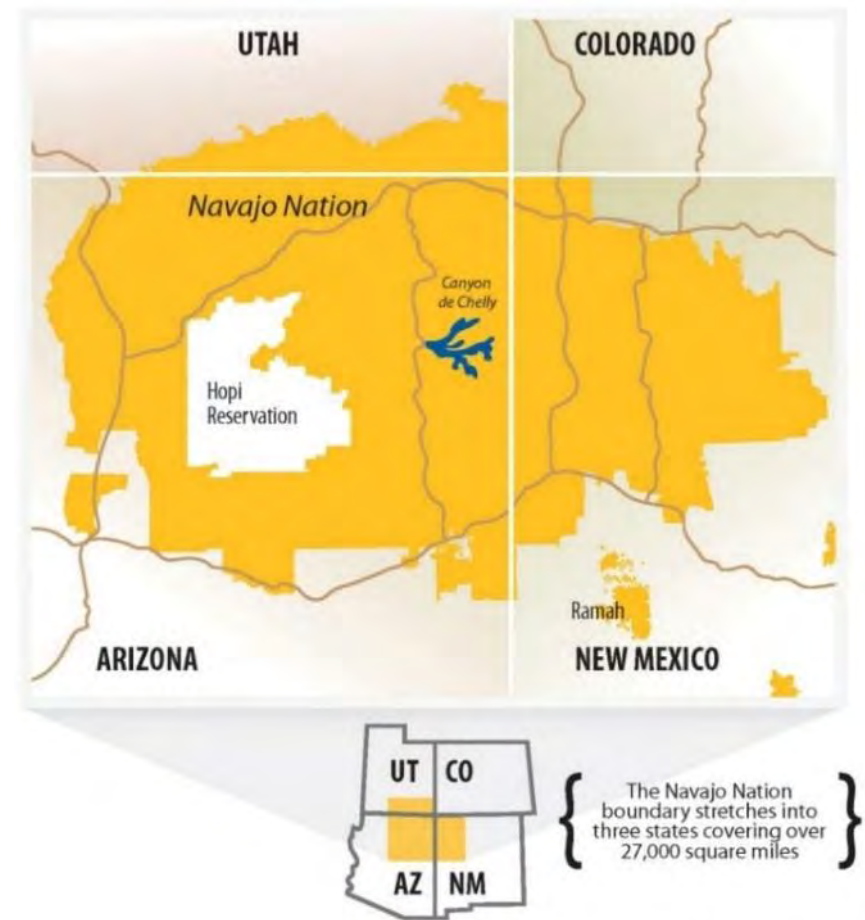 UTAH
COLORADO
Navajo Nation
Canyon
de Chelly
Hopi
Reservation
Ramah
ARIZONA
NEW MEXICO
UT
CO
AZ
NM
The Navajo Nation
boundary stretches into
three states covering over
27,000 square miles